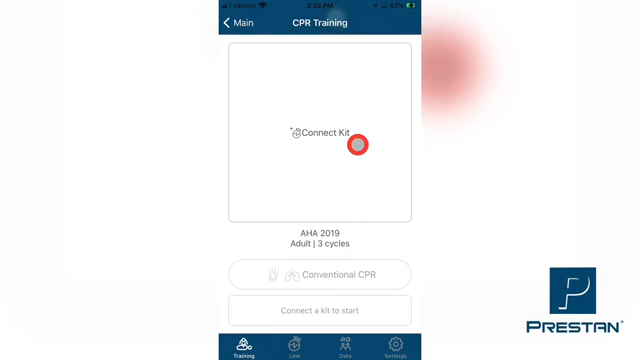 Verizon 2:32 PM 83%
Main CPR Training
Connect Kit
AHA 2019
Adult | 3 cycles
Conventional CPR
Connect a kit to start
Training Link Data Settings
PRESTAN